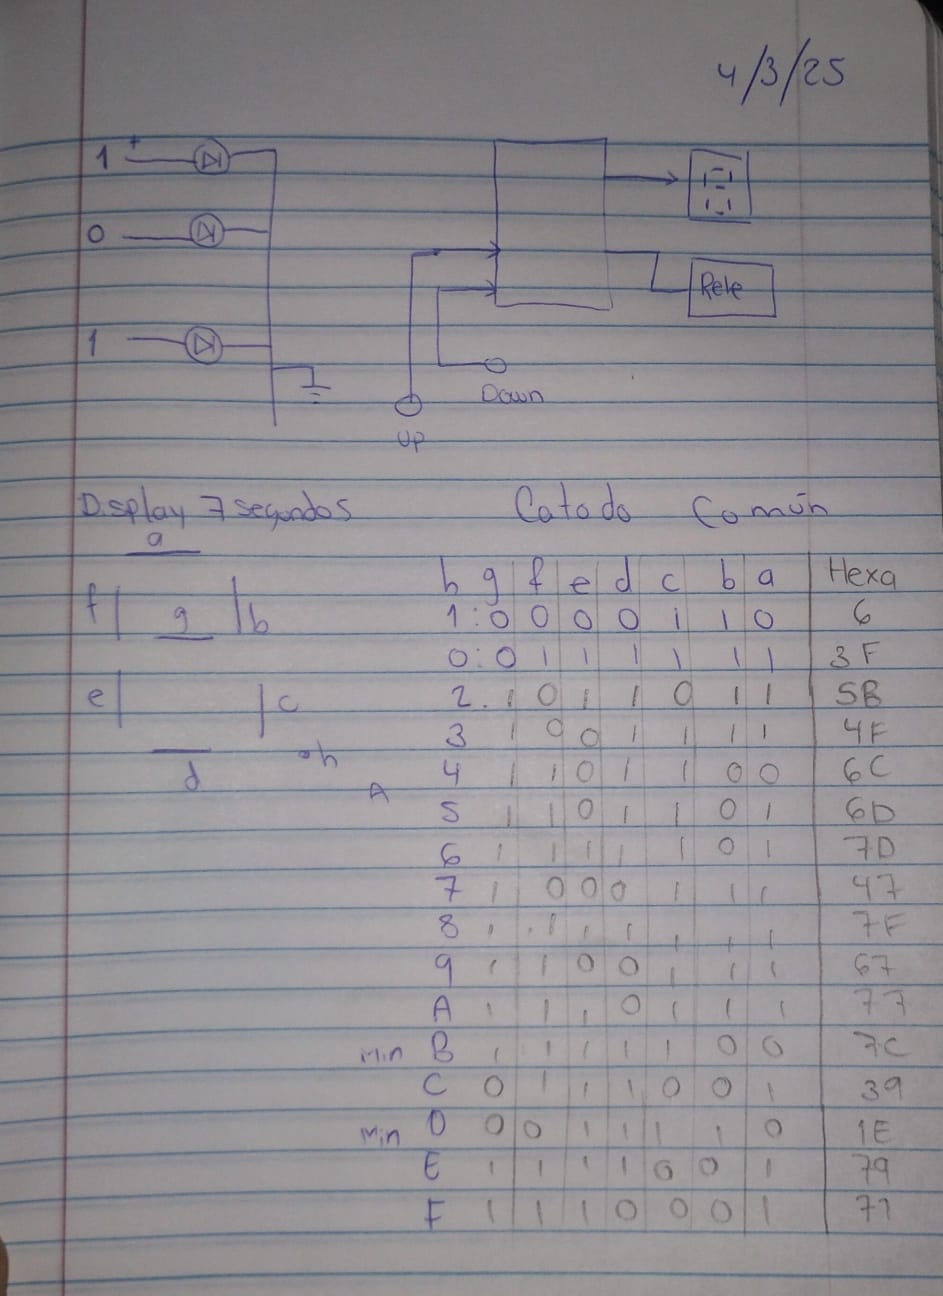 4/3/25
1 +
0
1
Rele
Down
UP
Display 7 segundos Catodo Común
a
f g b
e c
d h
A
h g f e d c b a Hexa
1:0 0 0 0 1 1 0 6
0:0 1 1 1 1 1 1 3F
2. 1 0 1 1 0 1 1 5B
3 1 0 0 1 1 1 1 4F
4 1 1 0 1 1 0 0 6C
5 1 1 0 1 1 0 1 6D
6 1 1 1 1 1 0 1 7D
7 1 0 0 0 1 1 1 47
8 1 1 1 1 1 1 1 7F
9 1 1 0 0 1 1 1 67
A 1 1 1 0 1 1 1 77
Min B 1 1 1 1 1 0 0 7C
C 0 1 1 1 0 0 1 39
Min D 0 0 1 1 1 1 0 1E
E 1 1 1 1 0 0 1 79
F 1 1 1 0 0 0 1 71